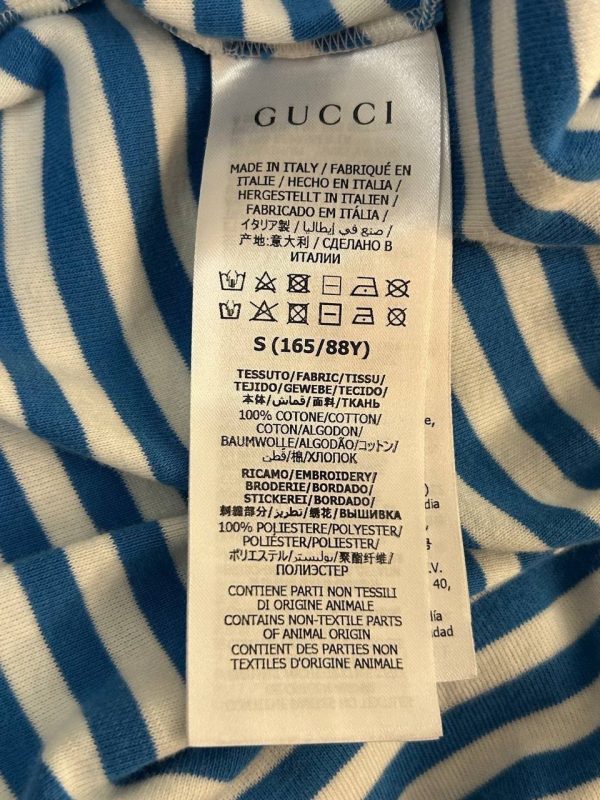 GUCCI
MADE IN ITALY / FABRIQUÉ EN
ITALIE / HECHO EN ITALIA /
HERGESTELLT IN ITALIEN /
FABRICADO EM ITÁLIA /
イタリア製 / صنع في إيطاليا /
产地:意大利 / СДЕЛАНО В
ИТАЛИИ
S (165/88Y)
TESSUTO/FABRIC/TISSU/
TEJIDO/GEWEBE/TECIDO/
本体/قماش/面料/ТКАНЬ
100% COTONE/COTTON/
COTON/ALGODON/
BAUMWOLLE/ALGODÃO/コットン/
قطن/棉/ХЛОПОК
RICAMO/EMBROIDERY/
BRODERIE/BORDADO/
STICKEREI/BORDADO/
刺繍部分/تطريز/绣花/ВЫШИВКА
100% POLIESTERE/POLYESTER/
POLIÉSTER/POLIESTER/
ポリエステル/بوليستر/聚酯纤维/
ПОЛИЭСТЕР
CONTIENE PARTI NON TESSILI
DI ORIGINE ANIMALE
CONTAINS NON-TEXTILE PARTS
OF ANIMAL ORIGIN
CONTIENT DES PARTIES NON
TEXTILES D'ORIGINE ANIMALE
e,
)
dia
号
.V.
40,
día
dad